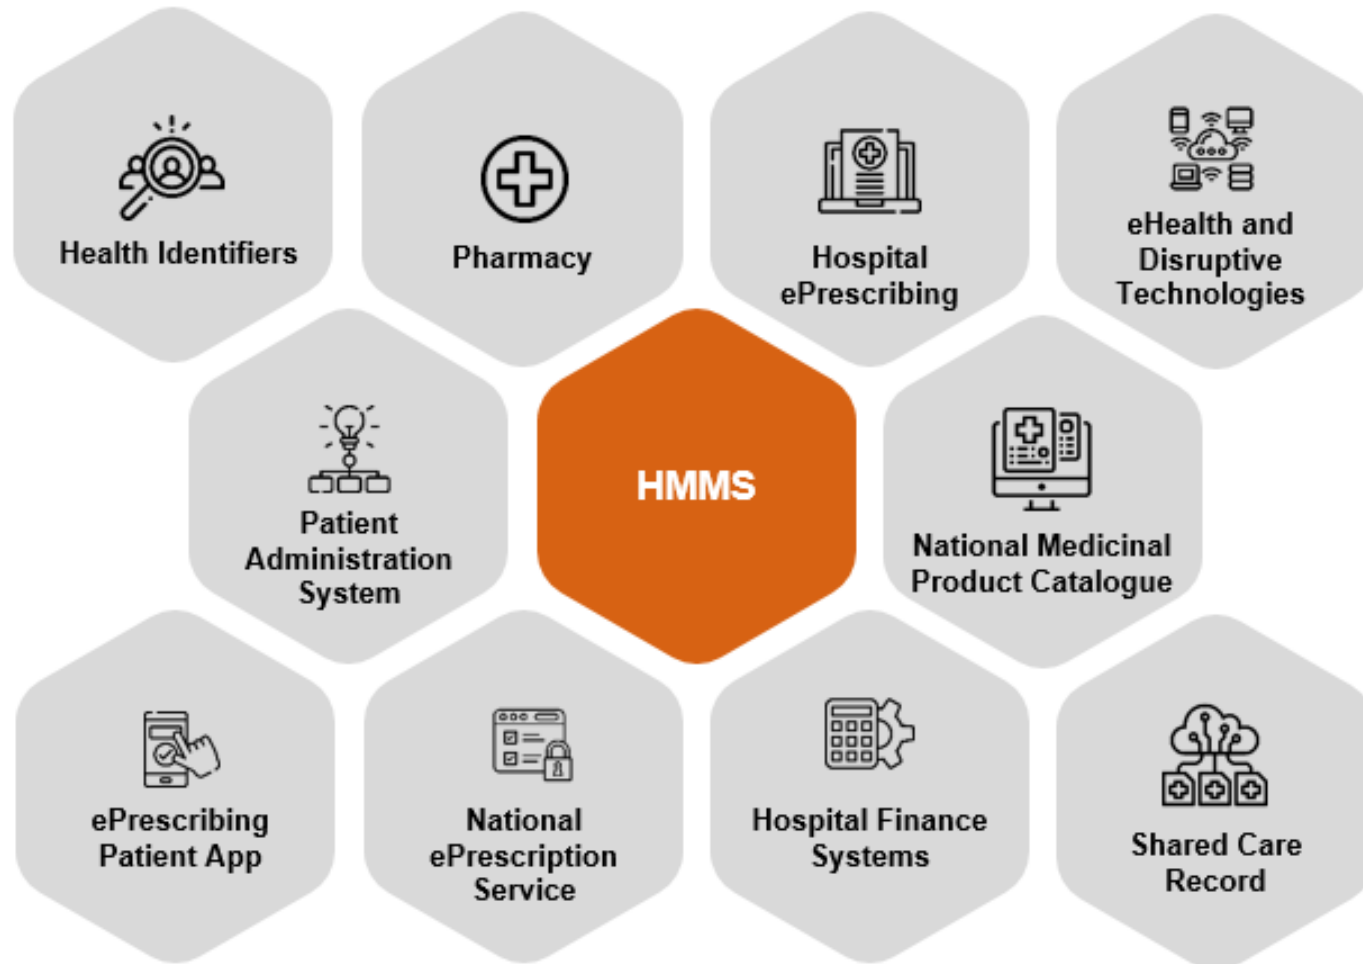 Health Identifiers
Pharmacy
Hospital
ePrescribing
eHealth and
Disruptive
Technologies
Patient
Administration
System
HMMS
National Medicinal
Product Catalogue
ePrescribing
Patient App
National
ePrescription
Service
Hospital Finance
Systems
Shared Care
Record